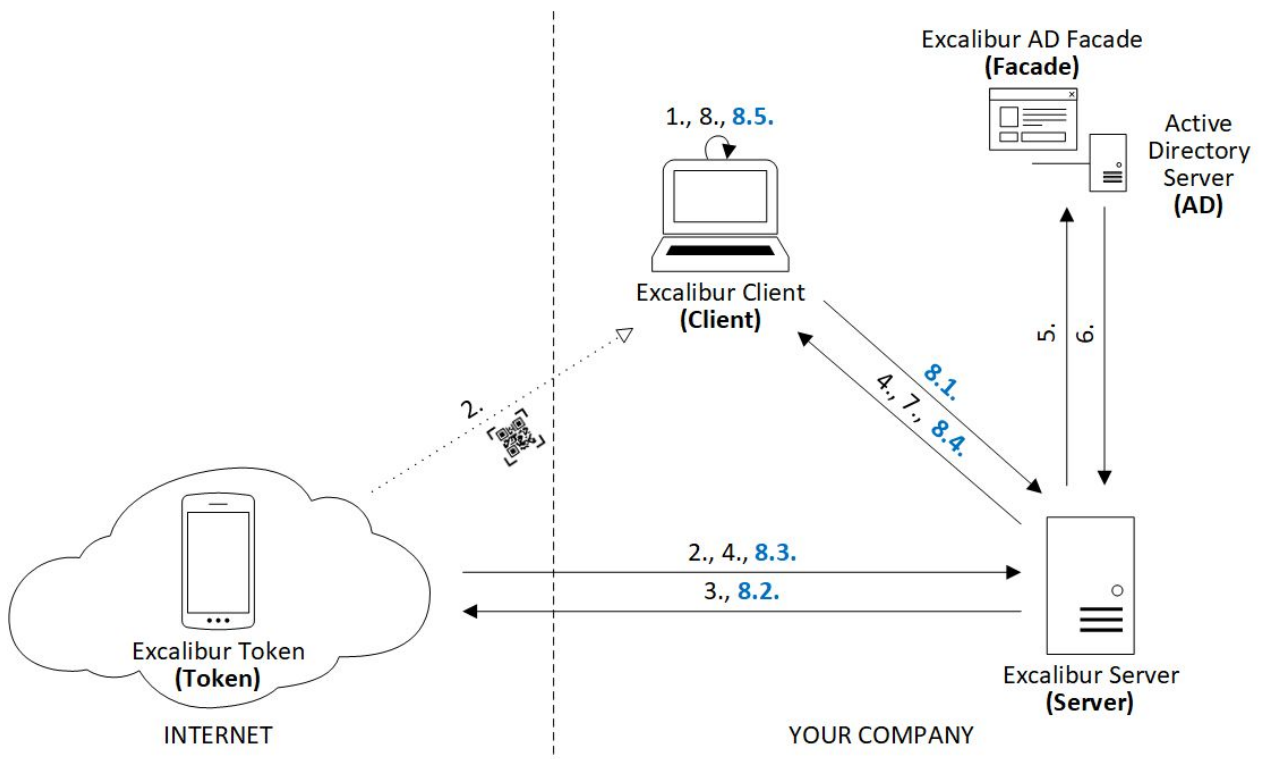 Excalibur AD Facade
(Facade)
1., 8., 8.5.
Active
Directory
Server
(AD)
Excalibur Client
(Client)
5.
6.
8.1.
4., 7., 8.4.
2.
2., 4., 8.3.
3., 8.2.
Excalibur Token
(Token)
Excalibur Server
(Server)
INTERNET
YOUR COMPANY